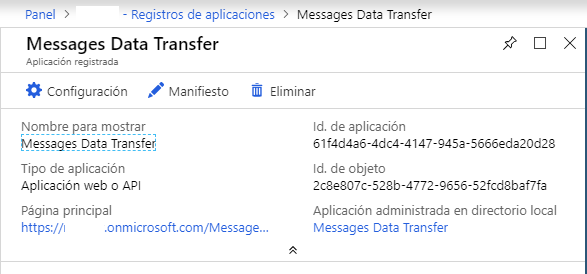 Panel > - Registros de aplicaciones > Messages Data Transfer
Messages Data Transfer
Aplicación registrada
Configuración Manifiesto Eliminar
Nombre para mostrar Id. de aplicación
Messages Data Transfer 61f4d4a6-4dc4-4147-945a-5666eda20d28
Tipo de aplicación Id. de objeto
Aplicación web o API 2c8e807c-528b-4772-9656-52fcd8baf7fa
Página principal Aplicación administrada en directorio local
https:// .onmicrosoft.com/Message... Messages Data Transfer